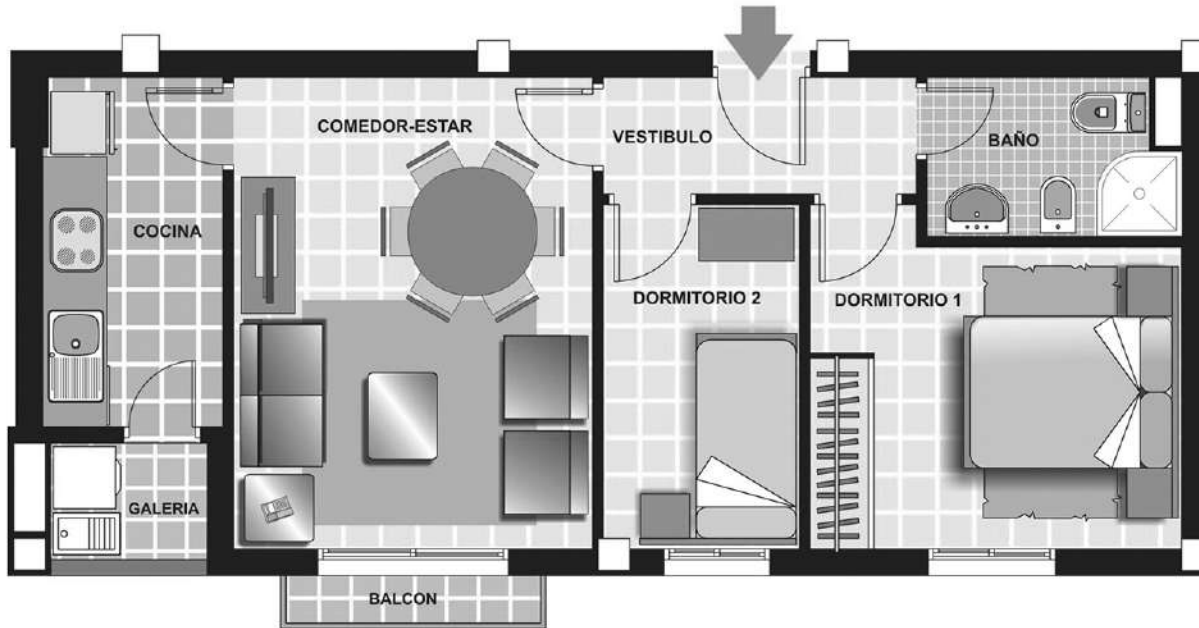 COMEDOR-ESTAR
VESTIBULO
BAÑO
COCINA
DORMITORIO 2
DORMITORIO 1
GALERIA
BALCON